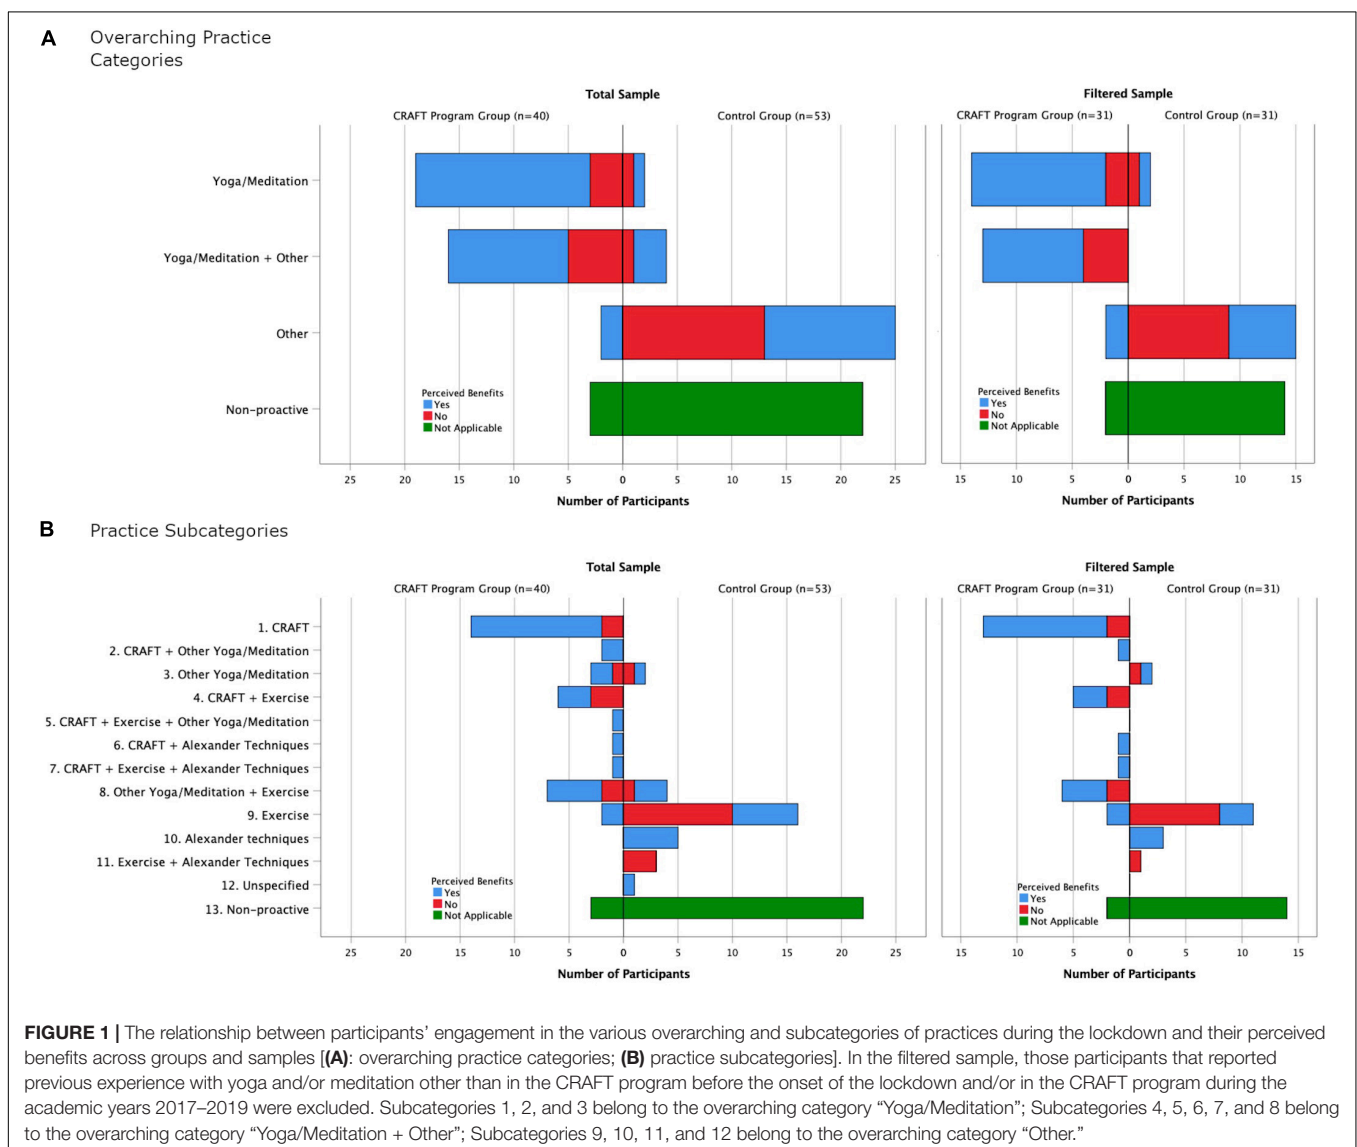 A Overarching Practice
Categories
Total Sample
CRAFT Program Group (n=40) Control Group (n=53)
Filtered Sample
CRAFT Program Group (n=31) Control Group (n=31)
Yoga/Meditation
Yoga/Meditation + Other
Other
Non-proactive
Perceived Benefits
Yes
No
Not Applicable
Perceived Benefits
Yes
No
Not Applicable
25 20 15 10 5 0 5 10 15 20 25
Number of Participants
15 10 5 0 5 10 15
Number of Participants
B Practice Subcategories
Total Sample
CRAFT Program Group (n=40) Control Group (n=53)
Filtered Sample
CRAFT Program Group (n=31) Control Group (n=31)
1. CRAFT
2. CRAFT + Other Yoga/Meditation
3. Other Yoga/Meditation
4. CRAFT + Exercise
5. CRAFT + Exercise + Other Yoga/Meditation
6. CRAFT + Alexander Techniques
7. CRAFT + Exercise + Alexander Techniques
8. Other Yoga/Meditation + Exercise
9. Exercise
10. Alexander techniques
11. Exercise + Alexander Techniques
12. Unspecified
13. Non-proactive
Perceived Benefits
Yes
No
Not Applicable
Perceived Benefits
Yes
No
Not Applicable
25 20 15 10 5 0 5 10 15 20 25
Number of Participants
15 10 5 0 5 10 15
Number of Participants
FIGURE 1 | The relationship between participants' engagement in the various overarching and subcategories of practices during the lockdown and their perceived
benefits across groups and samples [(A): overarching practice categories; (B) practice subcategories]. In the filtered sample, those participants that reported
previous experience with yoga and/or meditation other than in the CRAFT program before the onset of the lockdown and/or in the CRAFT program during the
academic years 2017–2019 were excluded. Subcategories 1, 2, and 3 belong to the overarching category “Yoga/Meditation”; Subcategories 4, 5, 6, 7, and 8 belong
to the overarching category “Yoga/Meditation + Other”; Subcategories 9, 10, 11, and 12 belong to the overarching category “Other.”